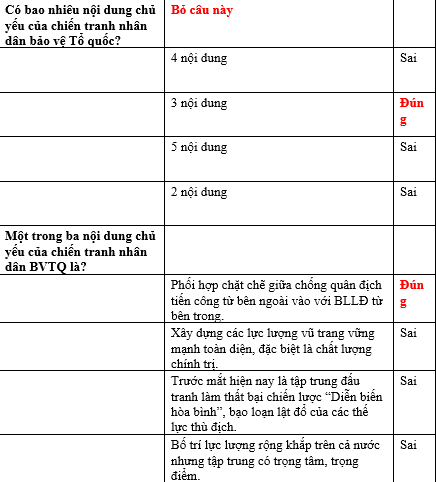 Có bao nhiêu nội dung chủ
yếu của chiến tranh nhân
dân bảo vệ Tổ quốc?
Bỏ câu này
4 nội dung
Sai
3 nội dung
Đún
g
5 nội dung
Sai
2 nội dung
Sai
Một trong ba nội dung chủ
yếu của chiến tranh nhân
dân BVTQ là?
Phối hợp chặt chẽ giữa chống quân địch
tiến công từ bên ngoài vào với BLLĐ từ
bên trong.
Đún
g
Xây dựng các lực lượng vũ trang vững
mạnh toàn diện, đặc biệt là chất lượng
chính trị.
Sai
Trước mắt hiện nay là tập trung đấu
tranh làm thất bại chiến lược “Diễn biến
hòa bình”, bạo loạn lật đổ của các thế
lực thù địch.
Sai
Bố trí lực lượng rộng khắp trên cả nước
nhưng tập trung có trọng tâm, trọng
điểm.
Sai